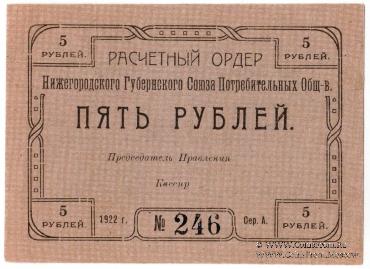 5 РУБЛЕЙ. 5 РУБЛЕЙ.
РАСЧЕТНЫЙ ОРДЕР
Нижегородского Губернского Союза Потребительных Общ-в.
ПЯТЬ РУБЛЕЙ.
Председатель Правления
Кассир
5 РУБЛЕЙ. 1922 г. № 246 Сер. А. 5 РУБЛЕЙ.